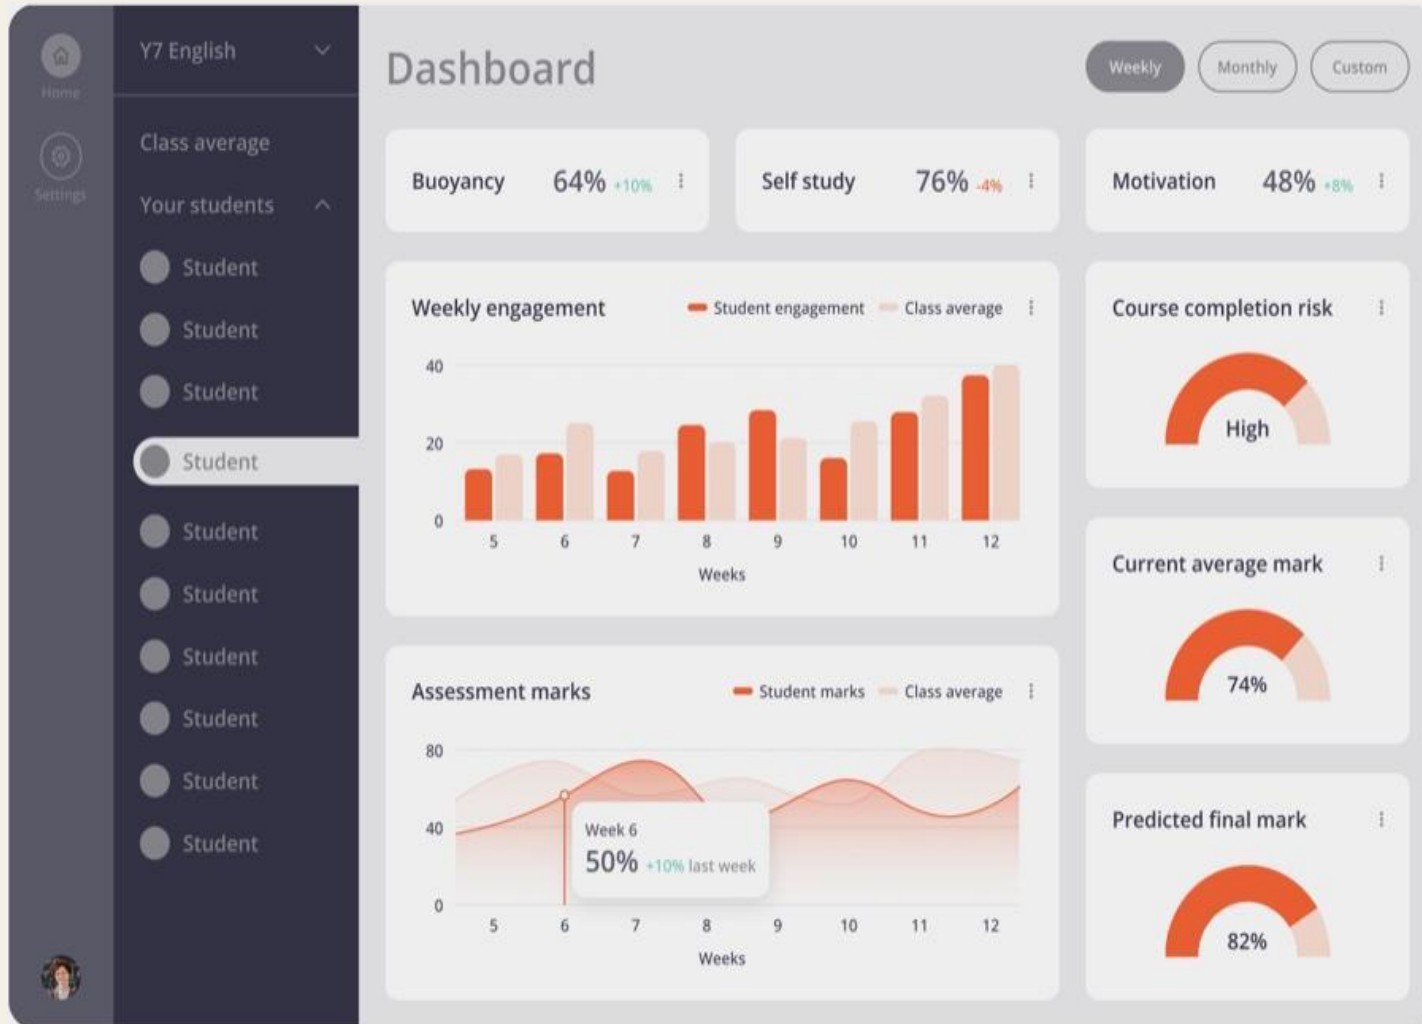 Home
Settings
Y7 English
Class average
Your students
Student
Student
Student
Student
Student
Student
Student
Student
Student
Student
Dashboard
Weekly
Monthly
Custom
Buoyancy 64% +10%
Self study 76% -4%
Motivation 48% +8%
Weekly engagement
Student engagement
Class average
40
20
0
5 6 7 8 9 10 11 12
Weeks
Course completion risk
High
Current average mark
74%
Assessment marks
Student marks
Class average
80
40
0
Week 6
50% +10% last week
5 6 7 8 9 10 11 12
Weeks
Predicted final mark
82%